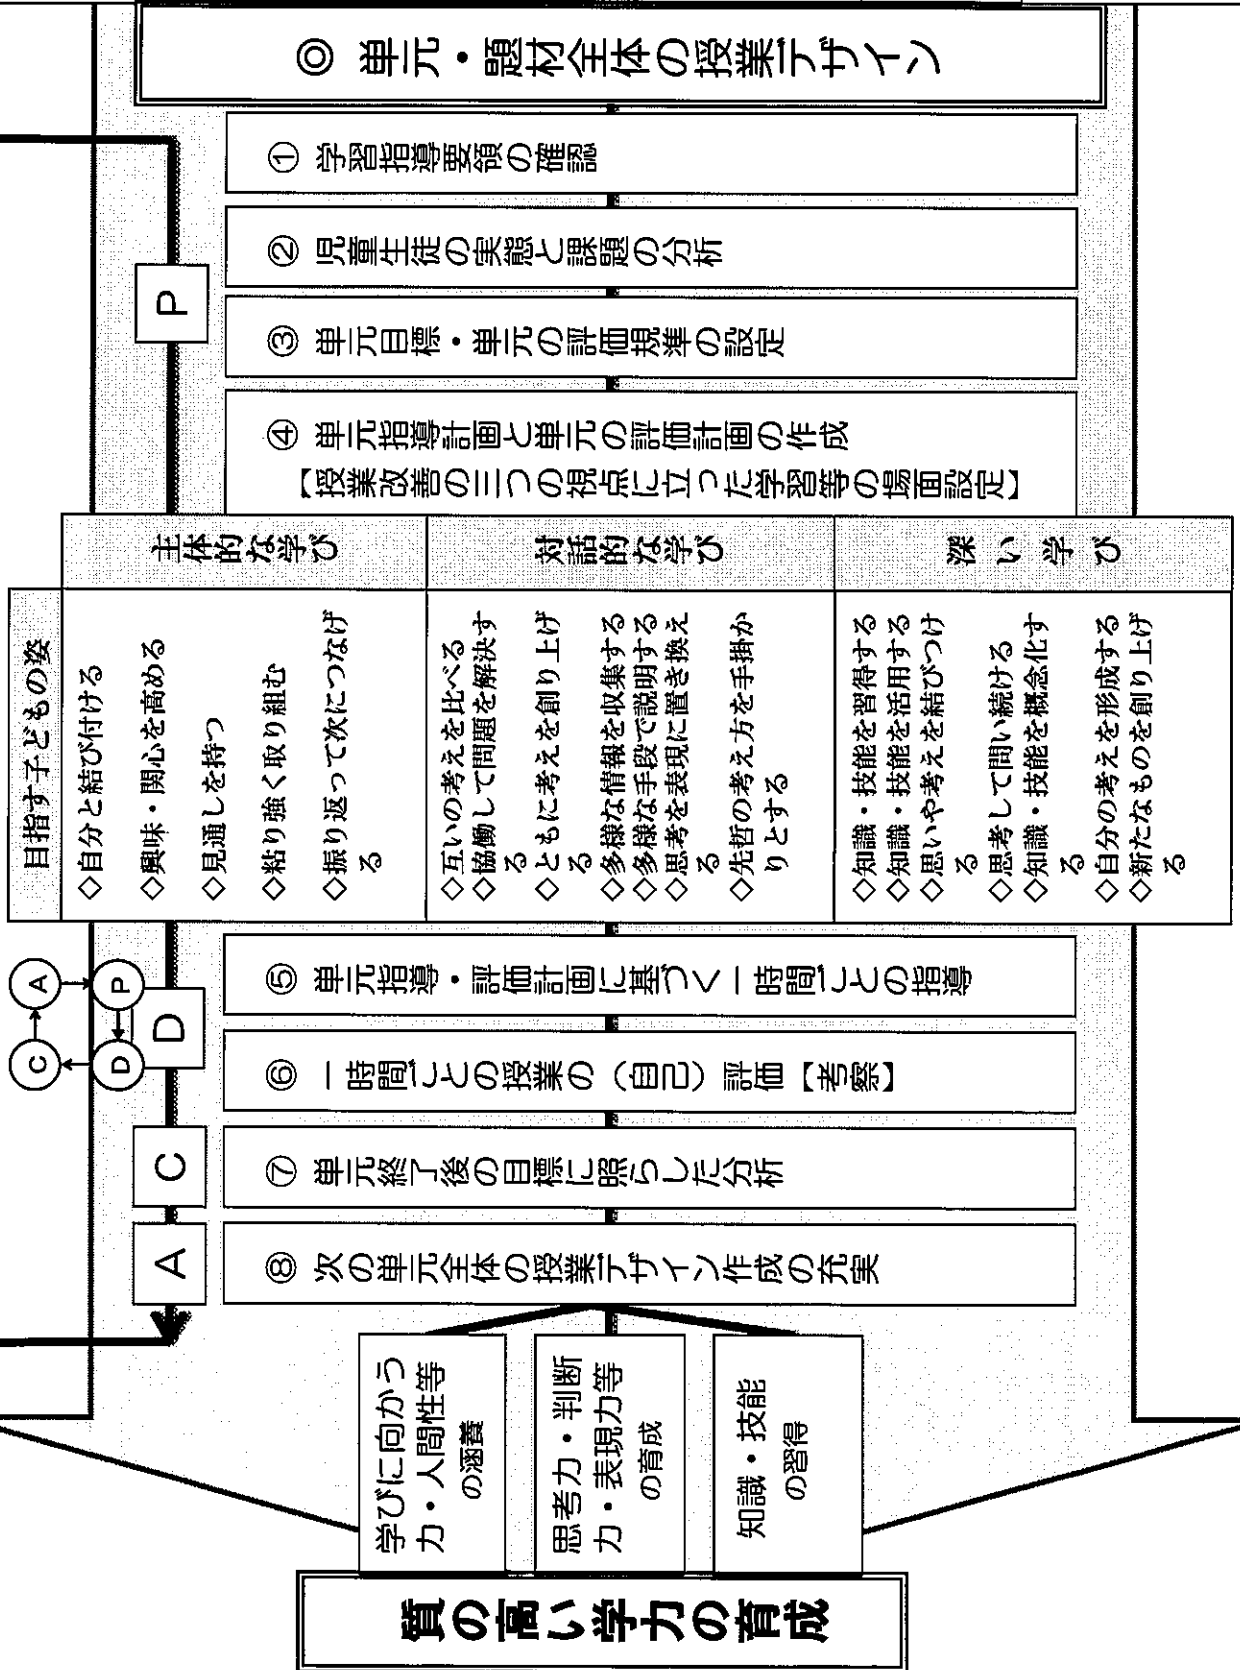 ◎ 単元・題材全体の授業デザイン
① 学習指導要領の確認
② 児童生徒の実態と課題の分析
P
③ 単元目標・単元の評価規準の設定
④ 単元指導計画と単元の評価計画の作成
【授業改善の三つの視点に立った学習等の場面設定】
目指す子どもの姿
主体的な学び
◇自分と結び付ける
◇興味・関心を高める
◇見通しを持つ
◇粘り強く取り組む
◇振り返って次につなげ
る
対話的な学び
◇互いの考えを比べる
◇協働して問題を解決す
る
◇ともに考えを創り上げ
る
◇多様な情報を収集する
◇多様な手段で説明する
◇思考を表現に置き換え
る
◇先哲の考え方を手掛か
りとする
深い学び
◇知識・技能を習得する
◇知識・技能を活用する
◇思いや考えを結びつけ
る
◇思考して問い続ける
◇知識・技能を概念化す
る
◇自分の考えを形成する
◇新たなものを創り上げ
る
A
P
C
D
D
⑤ 単元指導・評価計画に基づく一時間ごとの指導
⑥ 一時間ごとの授業の（自己）評価【考察】
C
⑦ 単元終了後の目標に照らした分析
A
⑧ 次の単元全体の授業デザイン作成の充実
学びに向かう
力・人間性等
の涵養
思考力・判断
力・表現力等
の育成
知識・技能
の習得
質の高い学力の育成